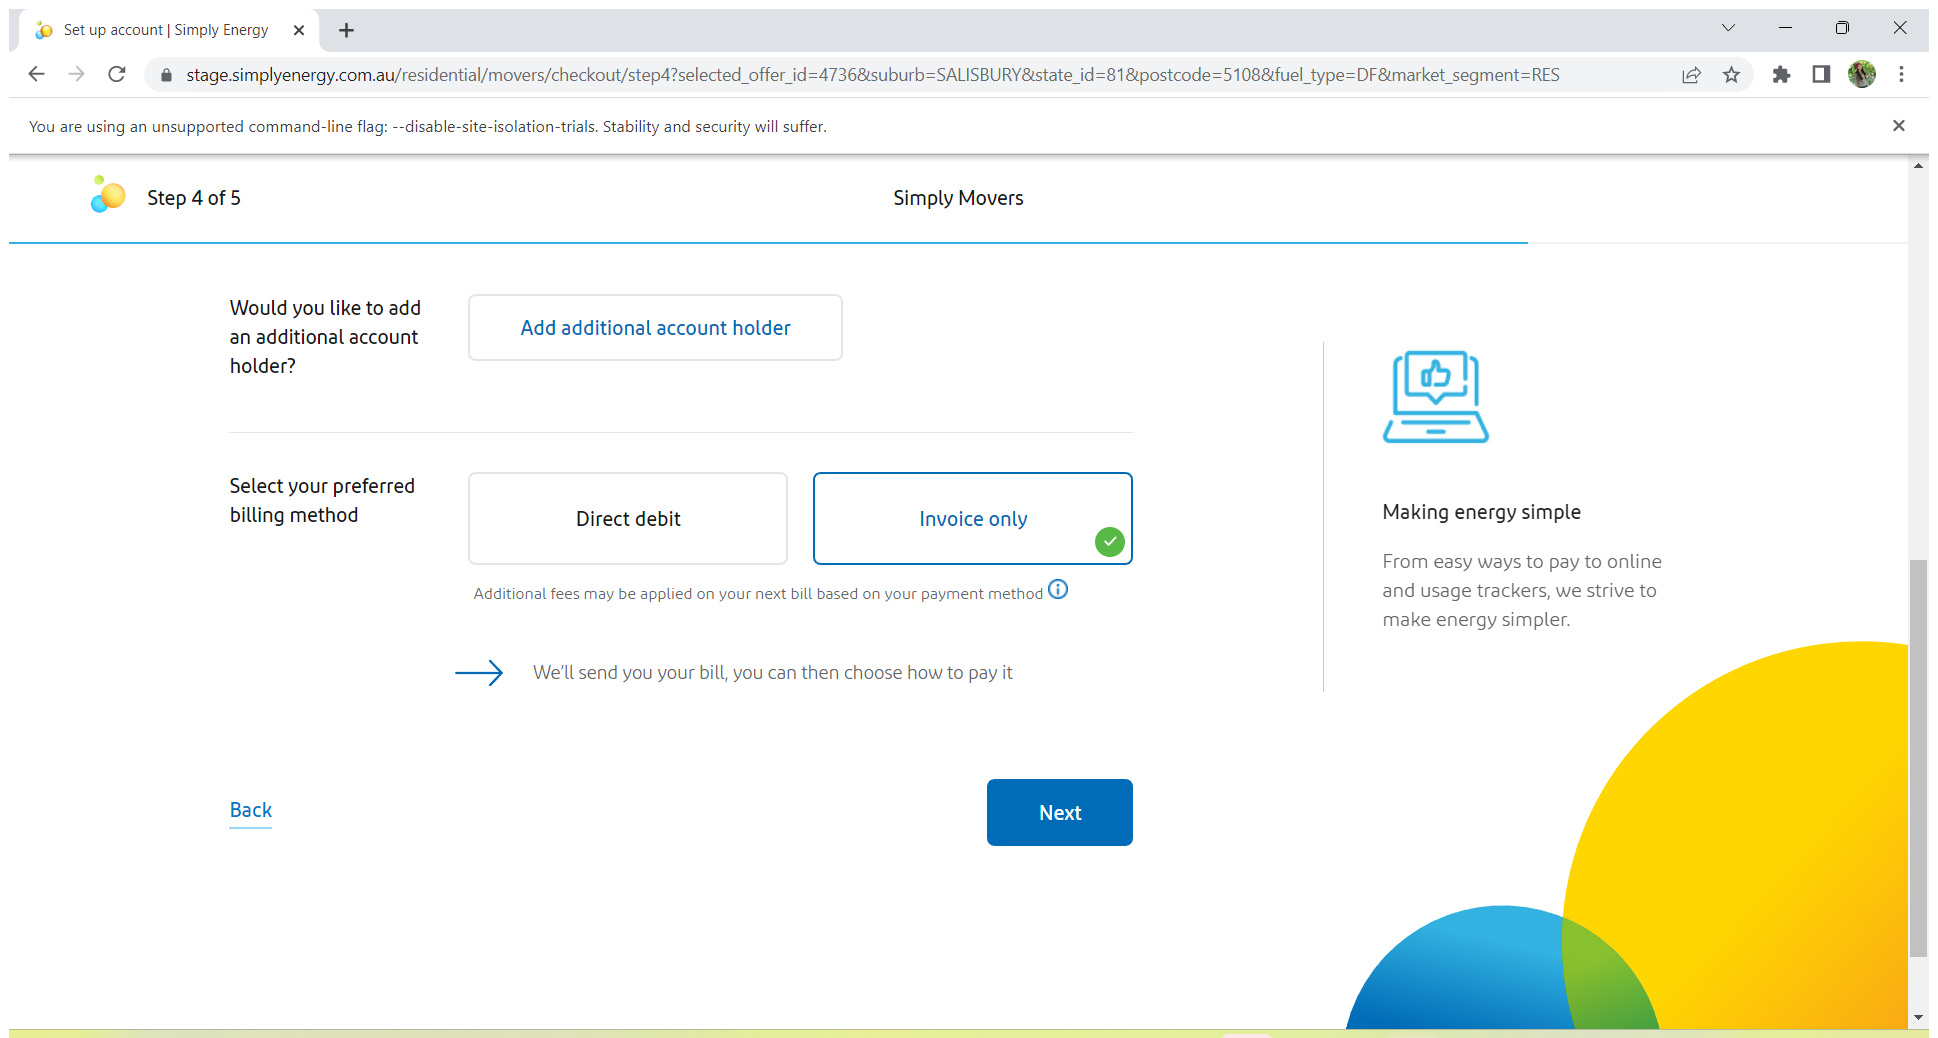 Set up account | Simply Energy
stage.simplyenergy.com.au/residential/movers/checkout/step4?selected_offer_id=4736&suburb=SALISBURY&state_id=81&postcode=5108&fuel_type=DF&market_segment=RES
You are using an unsupported command-line flag: --disable-site-isolation-trials. Stability and security will suffer.
Step 4 of 5
Simply Movers
Would you like to add
an additional account
holder?
Add additional account holder
Select your preferred
billing method
Direct debit
Invoice only
Additional fees may be applied on your next bill based on your payment method
We'll send you your bill, you can then choose how to pay it
Back
Next
Making energy simple
From easy ways to pay to online
and usage trackers, we strive to
make energy simpler.